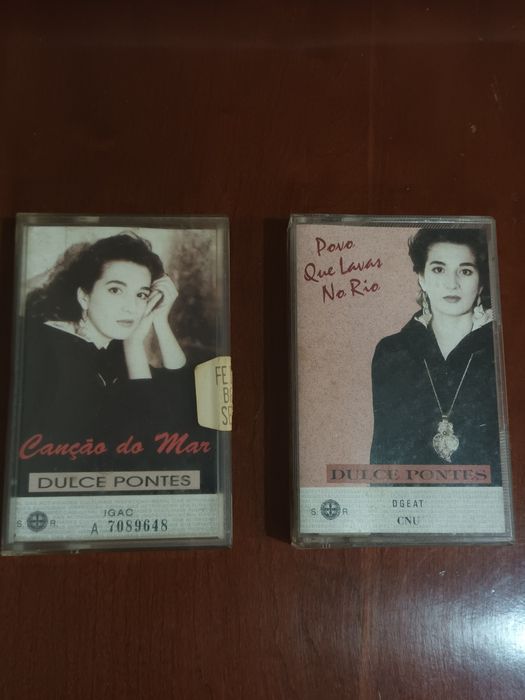 Canção do Mar
DULCE PONTES
S. R.
IGAC
A 7089648
Povo
Que Lavas
No Rio
DULCE PONTES
S. R.
DGEAT
CNU